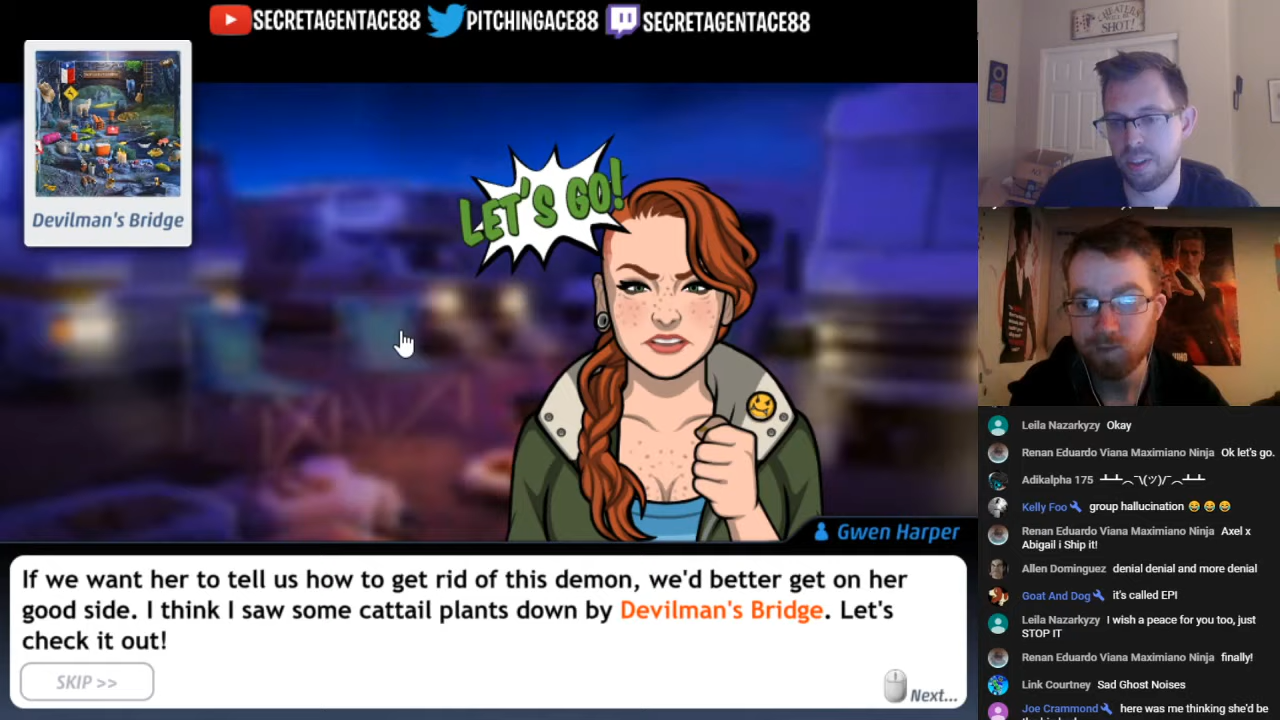 SECRETAGENTACE88 PITCHINGACE88 SECRETAGENTACE88
SHOT!
Devilman's Bridge
LET'S GO!
Gwen Harper
If we want her to tell us how to get rid of this demon, we'd better get on her
good side. I think I saw some cattail plants down by Devilman's Bridge. Let's
check it out!
SKIP >>
Next...
Leila Nazarkyzy Okay
Renan Eduardo Viana Maximiano Ninja Ok let's go.
Adikalpha 175 ┻┻︵¯\(ツ)/¯︵┻┻
Kelly Foo group hallucination 😂 😂 😂
Renan Eduardo Viana Maximiano Ninja Axel x
Abigail i Ship it!
Allen Dominguez denial denial and more denial
Goat And Dog it's called EPI
Leila Nazarkyzy I wish a peace for you too, just
STOP IT
Renan Eduardo Viana Maximiano Ninja finally!
Link Courtney Sad Ghost Noises
Joe Crammond here was me thinking she'd be